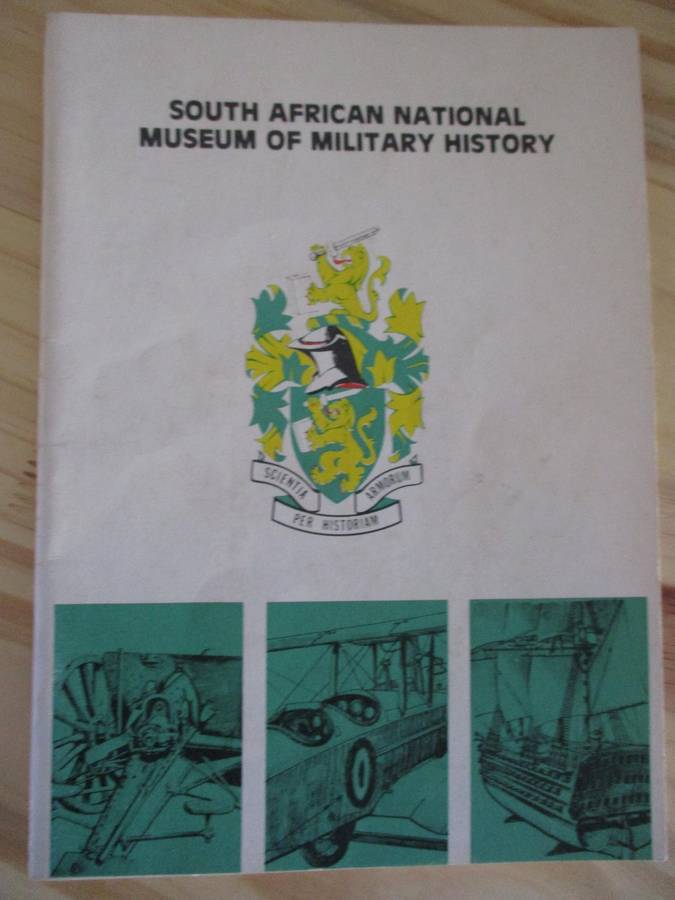 SOUTH AFRICAN NATIONAL
MUSEUM OF MILITARY HISTORY
SCIENTIA ARMORUM
PER HISTORIAM